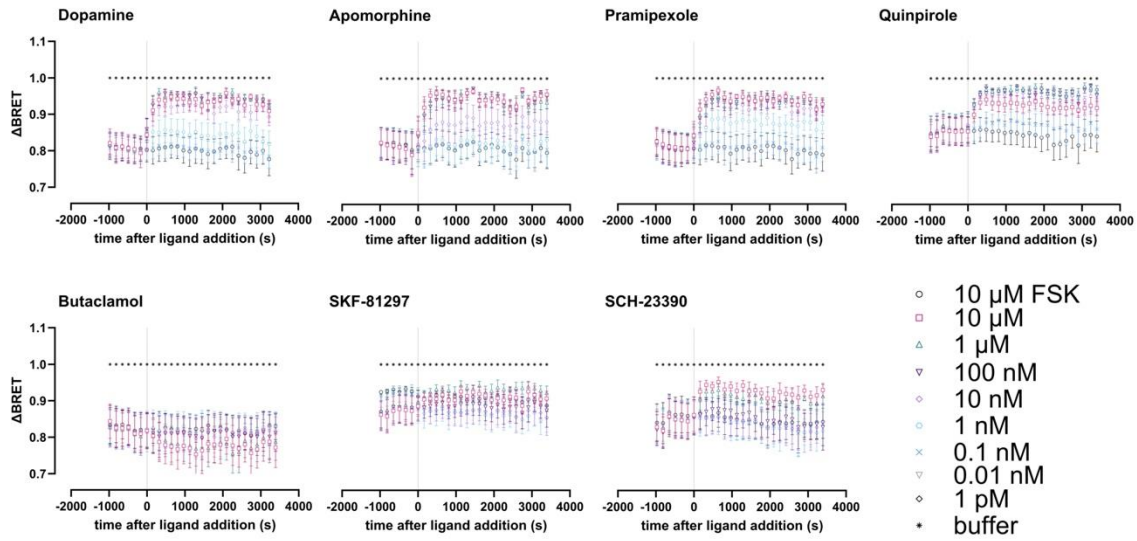 Dopamine
Apomorphine
Pramipexole
Quinpirole
ΔBRET
1.1
1.0
0.9
0.8
0.7
-2000 -1000 0 1000 2000 3000 4000
-2000 -1000 0 1000 2000 3000 4000
-2000 -1000 0 1000 2000 3000 4000
-2000 -1000 0 1000 2000 3000 4000
time after ligand addition (s)
time after ligand addition (s)
time after ligand addition (s)
time after ligand addition (s)
Butaclamol
SKF-81297
SCH-23390
ΔBRET
1.1
1.0
0.9
0.8
0.7
-2000 -1000 0 1000 2000 3000 4000
-2000 -1000 0 1000 2000 3000 4000
-2000 -1000 0 1000 2000 3000 4000
time after ligand addition (s)
time after ligand addition (s)
time after ligand addition (s)
10 µM FSK
10 µM
1 µM
100 nM
10 nM
1 nM
0.1 nM
0.01 nM
1 pM
buffer